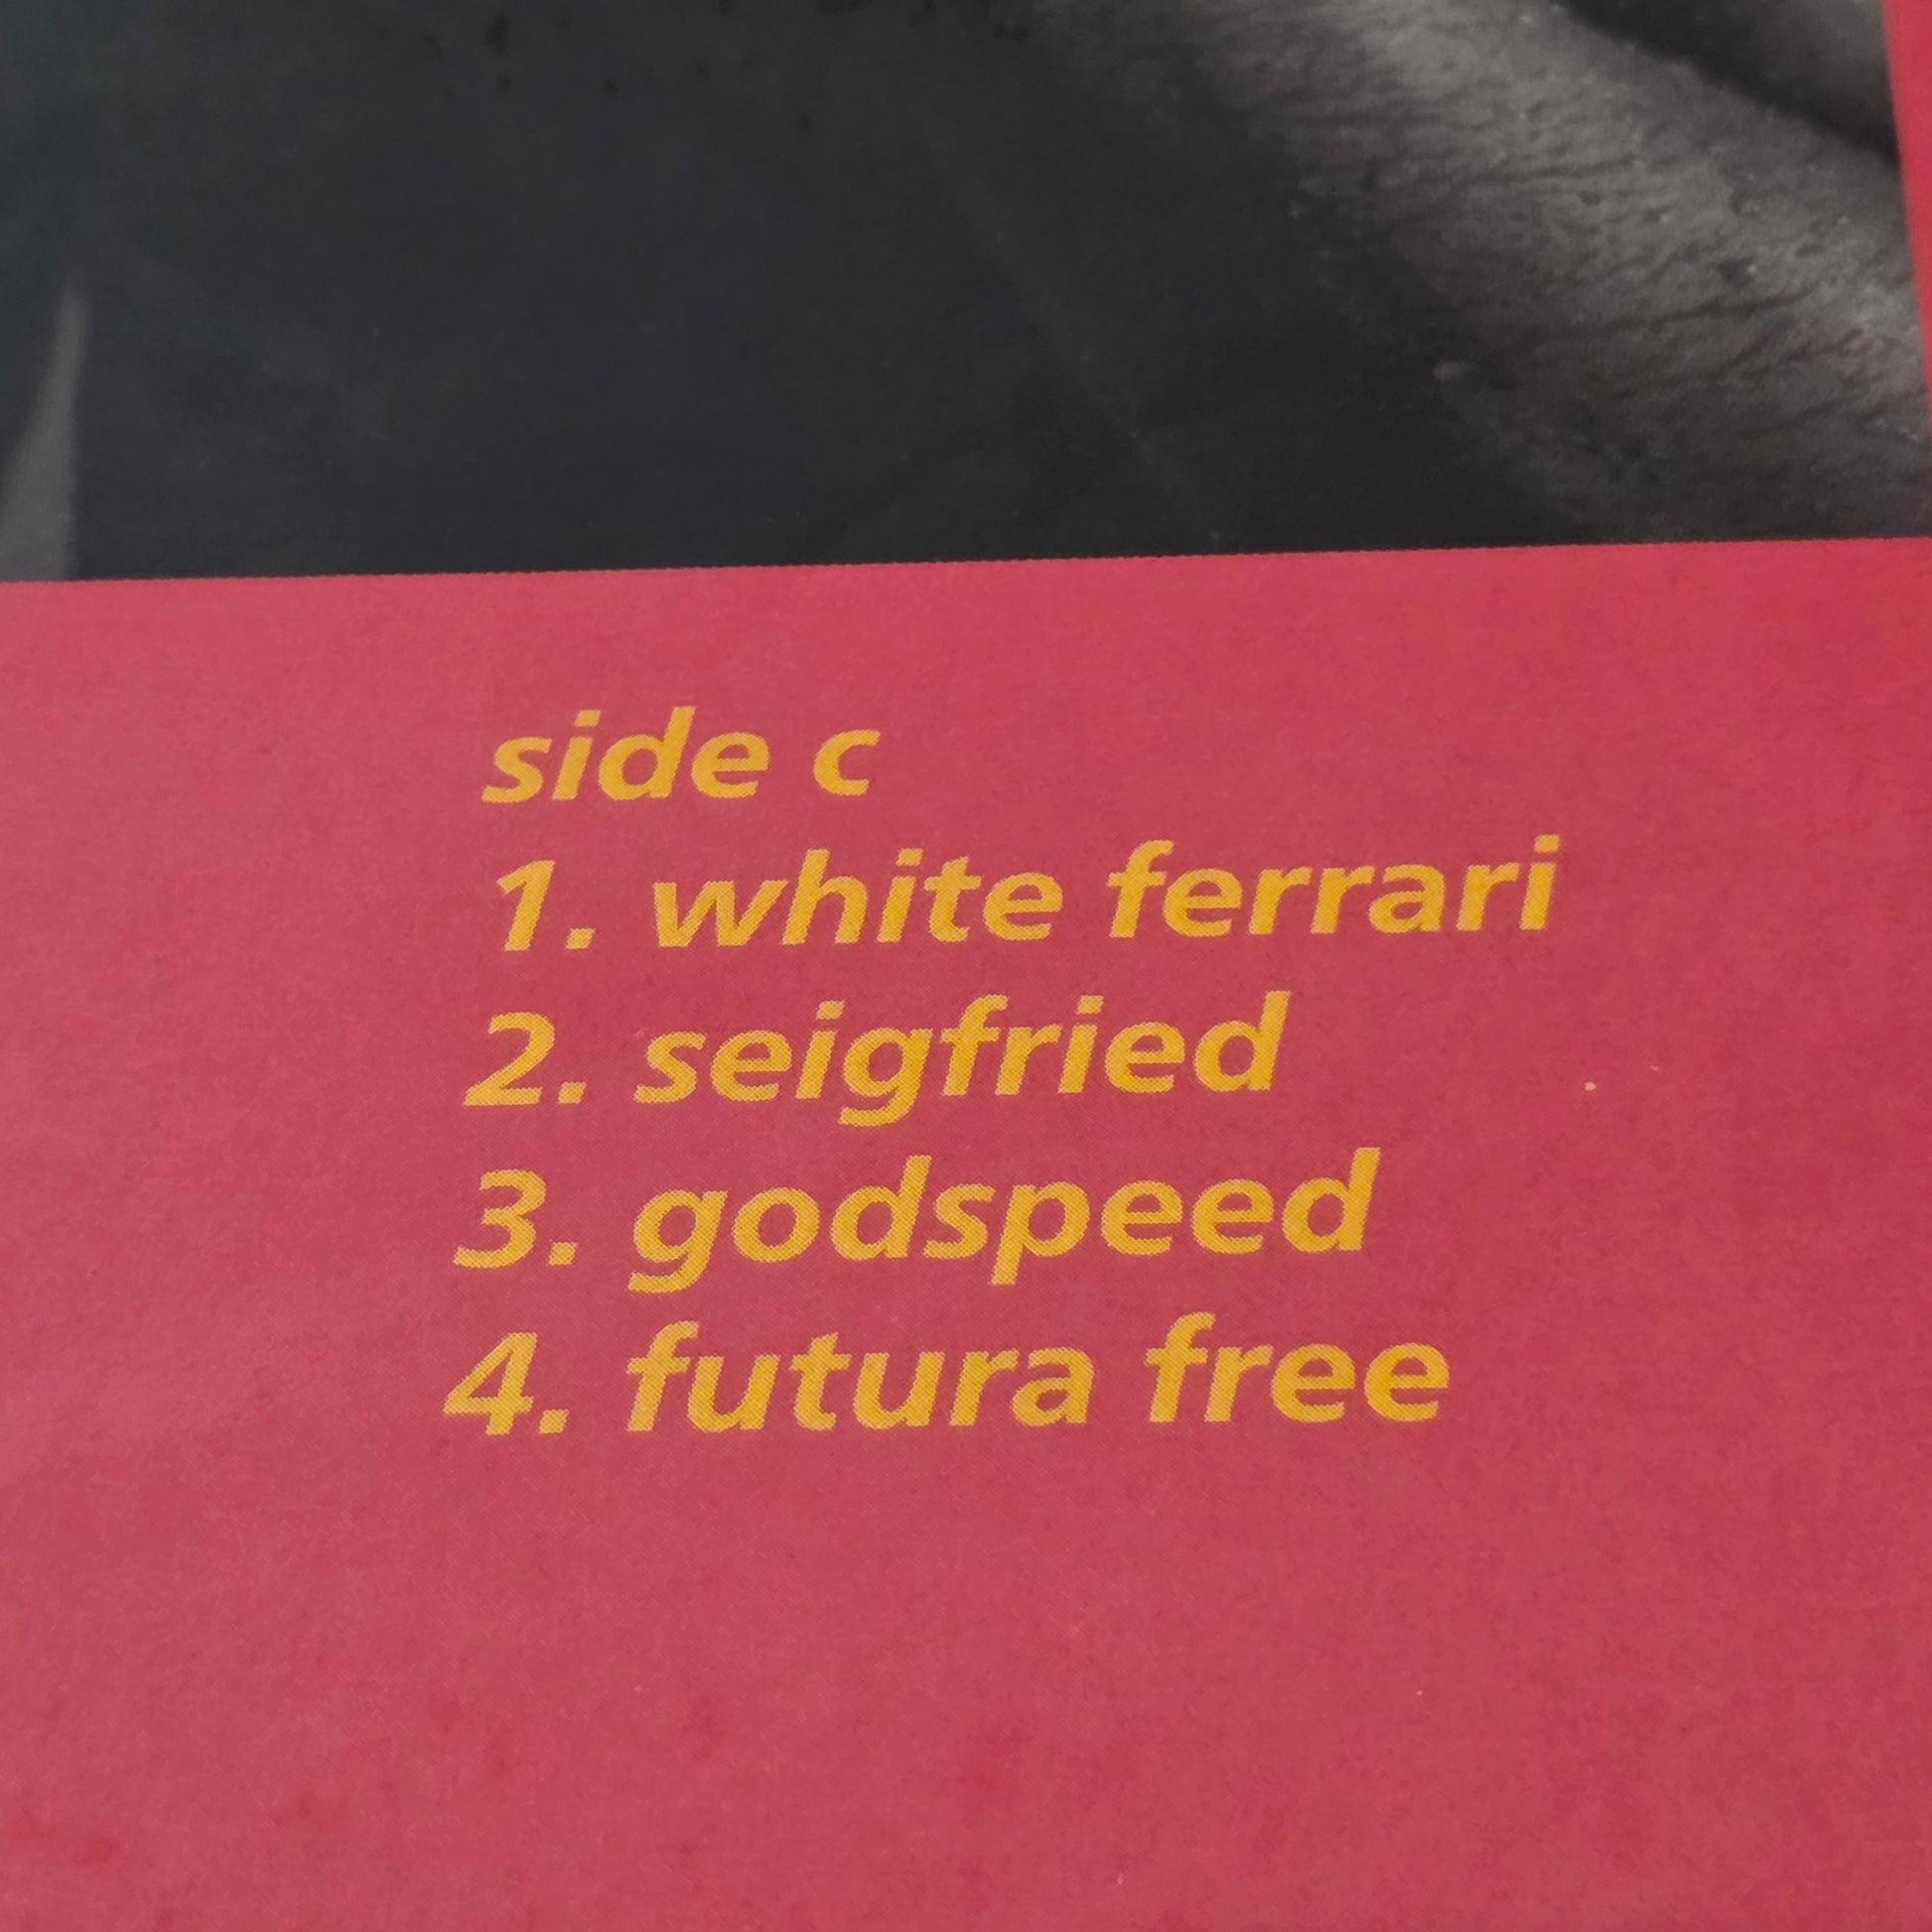 side c
1. white ferrari
2. seigfried
3. godspeed
4. futura free